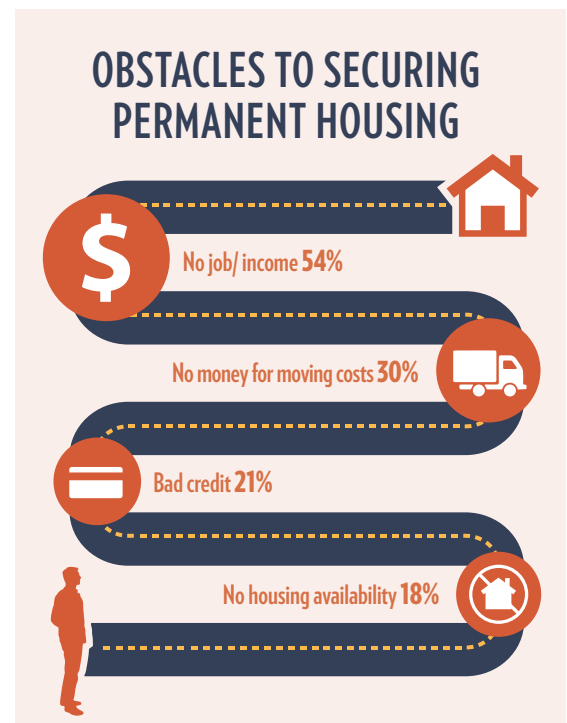 OBSTACLES TO SECURING
PERMANENT HOUSING
$
No job/ income 54%
No money for moving costs 30%
Bad credit 21%
No housing availability 18%